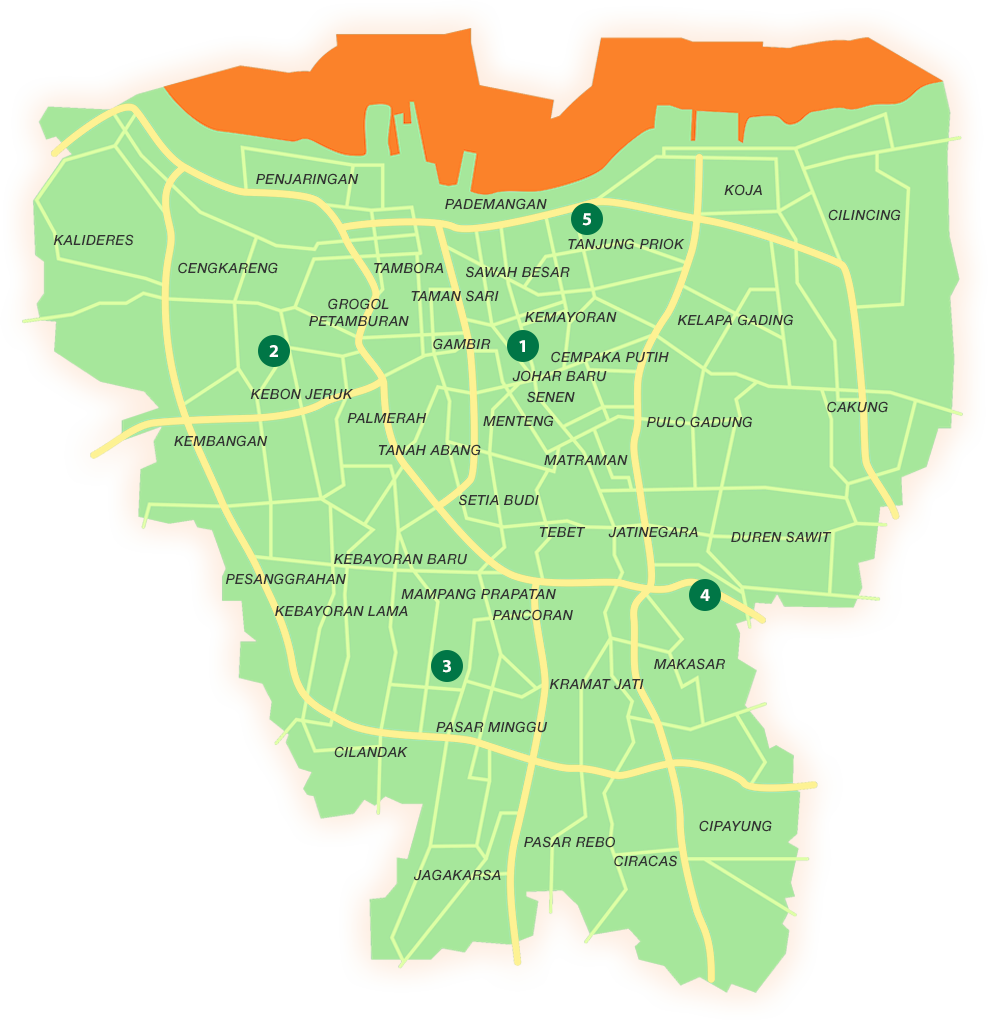 PENJARINGAN
KOJA
PADEMANGAN
5
CILINCING
KALIDERES
TANJUNG PRIOK
CENGKARENG
TAMBORA
SAWAH BESAR
TAMAN SARI
GROGOL
PETAMBURAN
KEMAYORAN
KELAPA GADING
GAMBIR
1
2
CEMPAKA PUTIH
JOHAR BARU
KEBON JERUK
SENEN
CAKUNG
PALMERAH
MENTENG
PULO GADUNG
KEMBANGAN
TANAH ABANG
MATRAMAN
SETIA BUDI
TEBET
JATINEGARA
DUREN SAWIT
KEBAYORAN BARU
PESANGGRAHAN
MAMPANG PRAPATAN
4
KEBAYORAN LAMA
PANCORAN
3
MAKASAR
KRAMAT JATI
PASAR MINGGU
CILANDAK
CIPAYUNG
PASAR REBO
CIRACAS
JAGAKARSA